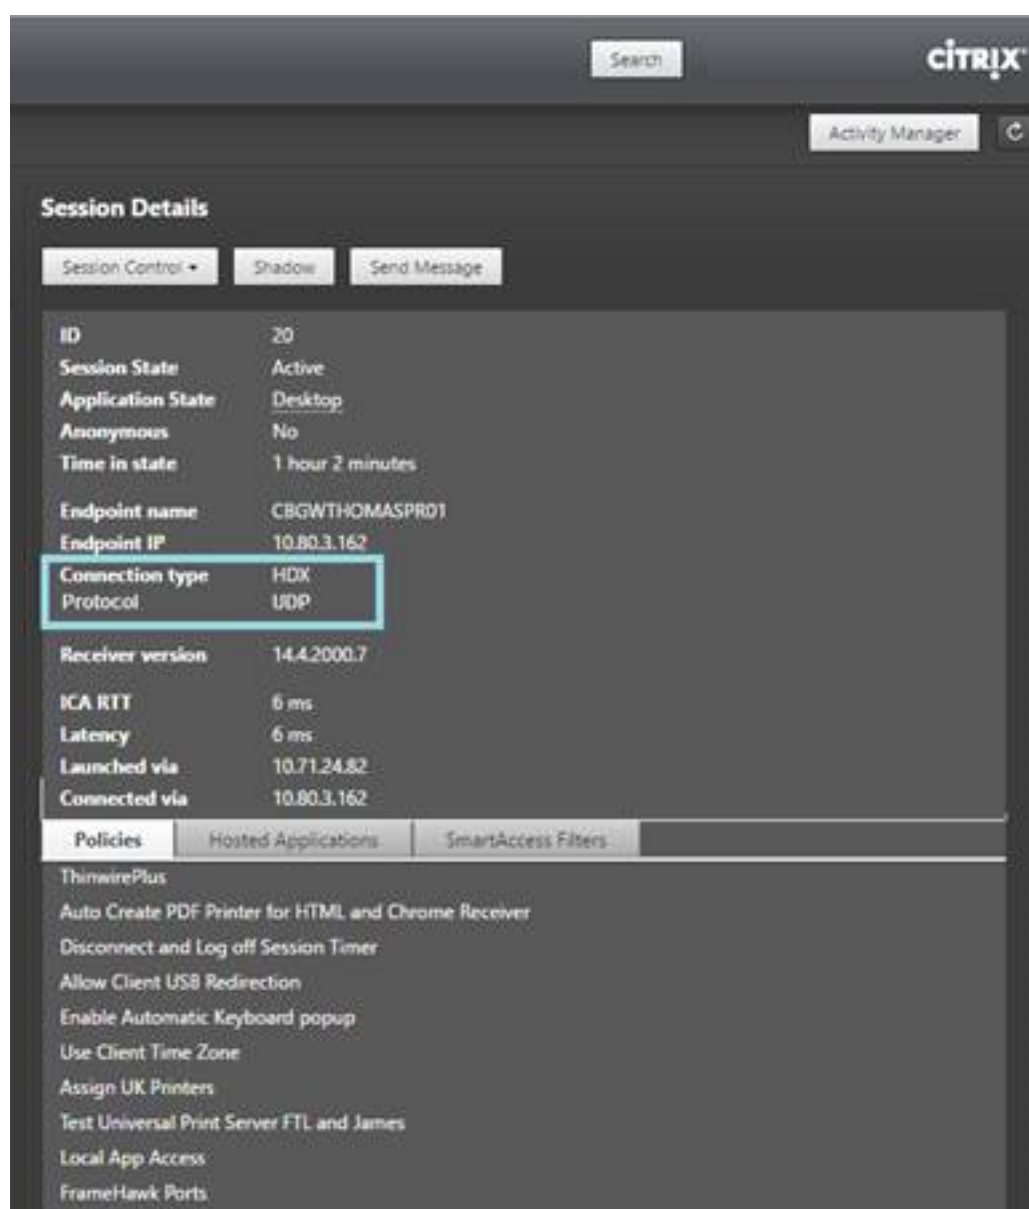 Search
CİTRIX
Activity Manager
Session Details
Session Control Shadow Send Message
ID 20
Session State Active
Application State Desktop
Anonymous No
Time in state 1 hour 2 minutes
Endpoint name CBGWTHOMASPR01
Endpoint IP 10.80.3.162
Connection type HDX
Protocol UDP
Receiver version 14.4.2000.7
ICA RTT 6 ms
Latency 6 ms
Launched via 10.71.24.82
Connected via 10.80.3.162
Policies Hosted Applications SmartAccess Filters
ThinwirePlus
Auto Create PDF Printer for HTML and Chrome Receiver
Disconnect and Log off Session Timer
Allow Client USB Redirection
Enable Automatic Keyboard popup
Use Client Time Zone
Assign UK Printers
Test Universal Print Server FTL and James
Local App Access
FrameHawk Ports